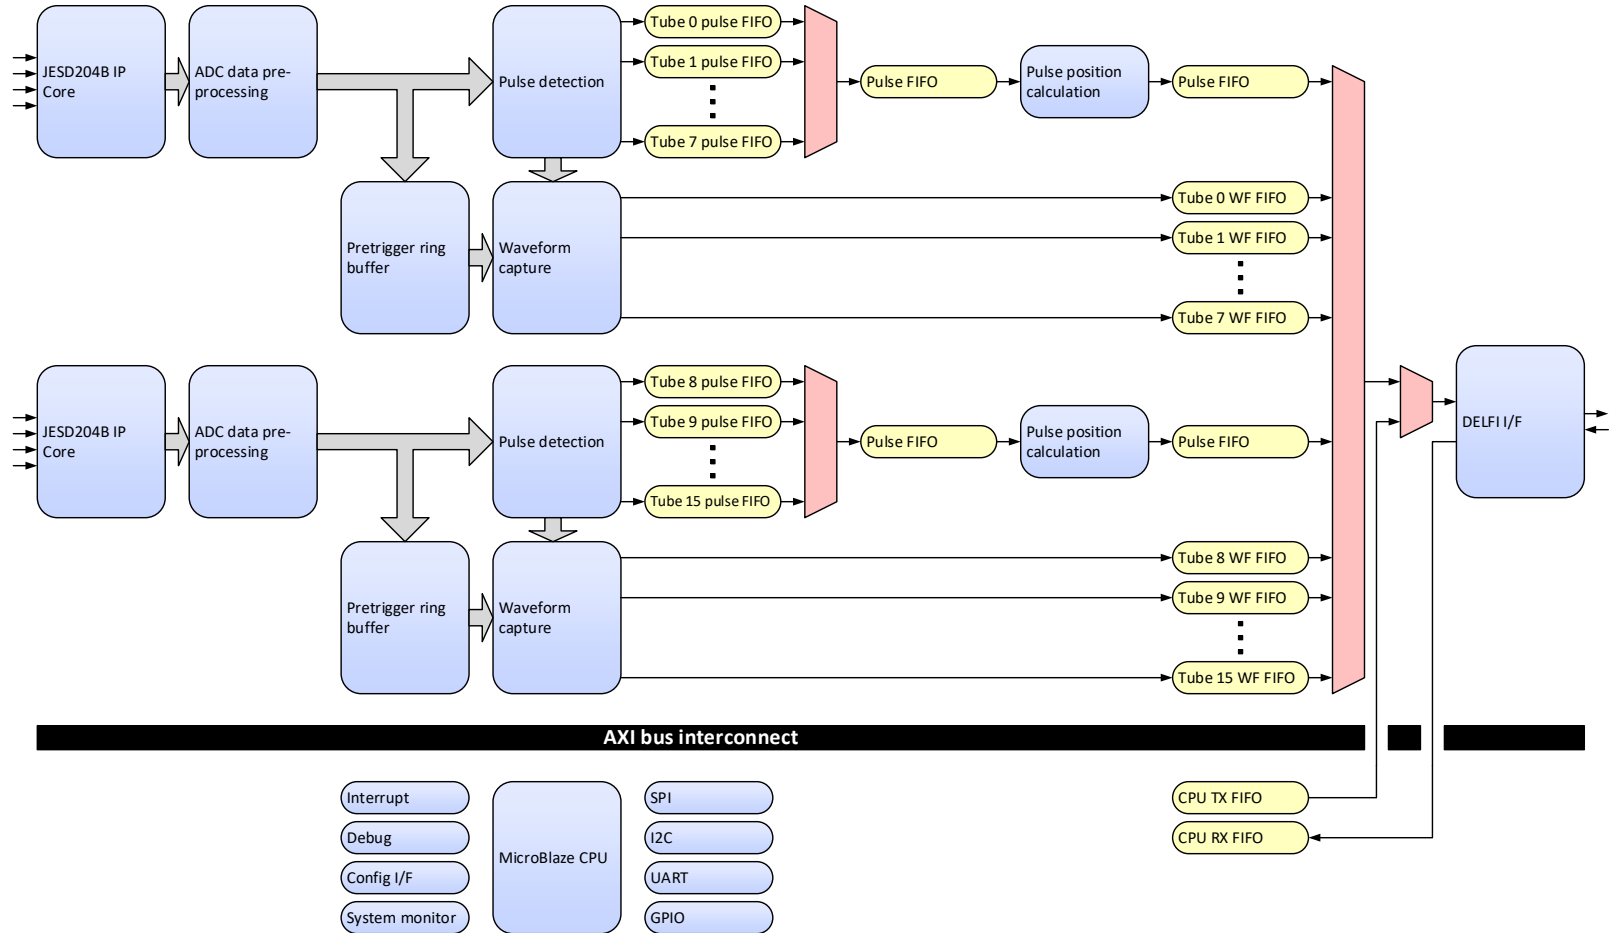 JESD204B IP
Core
ADC data pre-
processing
Pulse detection
Tube 0 pulse FIFO
Tube 1 pulse FIFO
Tube 7 pulse FIFO
Pulse FIFO
Pulse position
calculation
Pulse FIFO
Pretrigger ring
buffer
Waveform
capture
Tube 0 WF FIFO
Tube 1 WF FIFO
Tube 7 WF FIFO
JESD204B IP
Core
ADC data pre-
processing
Pulse detection
Tube 8 pulse FIFO
Tube 9 pulse FIFO
Tube 15 pulse FIFO
Pulse FIFO
Pulse position
calculation
Pulse FIFO
DELFI I/F
Pretrigger ring
buffer
Waveform
capture
Tube 8 WF FIFO
Tube 9 WF FIFO
Tube 15 WF FIFO
AXI bus interconnect
Interrupt
Debug
Config I/F
System monitor
MicroBlaze CPU
SPI
I2C
UART
GPIO
CPU TX FIFO
CPU RX FIFO